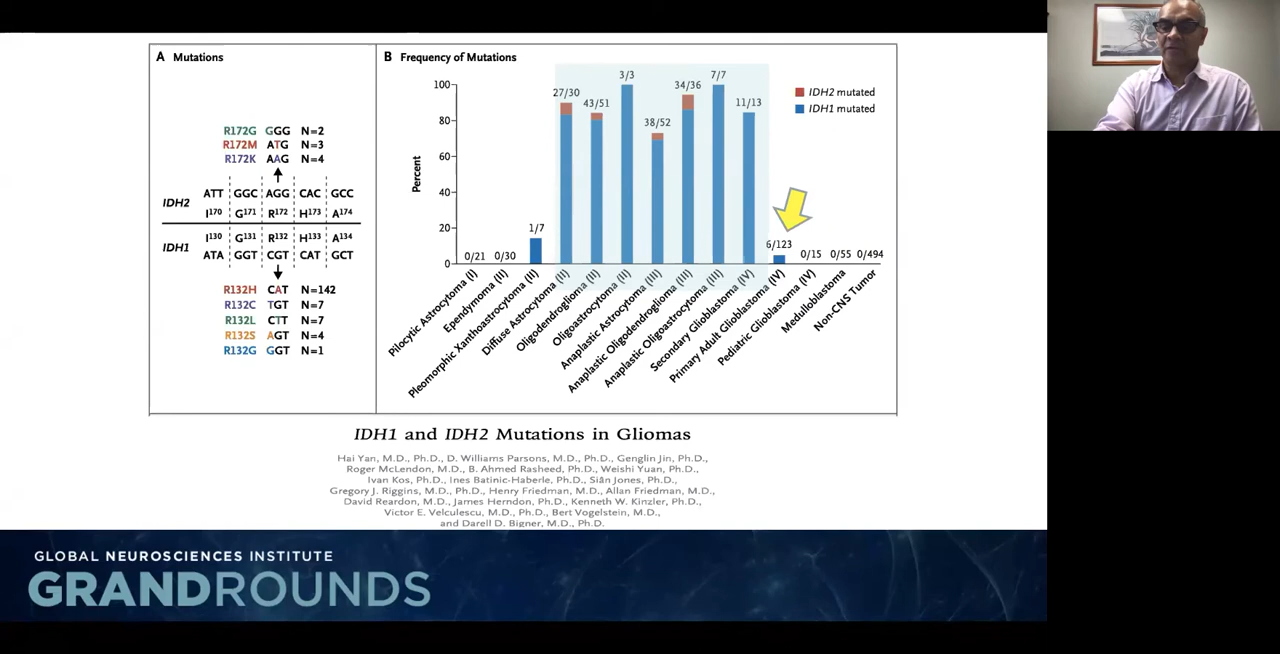 A Mutations
R172G GGG N=2
R172M ATG N=3
R172K AAG N=4
IDH2
ATT GGC AGG CAC GCC
I170 G171 R172 H173 A174
IDH1
I130 G131 R132 H133 A134
ATA GGT CGT CAT GCT
R132H CAT N=142
R132C TGT N=7
R132L CTT N=7
R132S AGT N=4
R132G GGT N=1
B Frequency of Mutations
IDH2 mutated
IDH1 mutated
Percent
100
80
60
40
20
0
0/21
0/30
1/7
27/30
43/51
3/3
38/52
34/36
7/7
11/13
6/123
0/15
0/55
0/494
Pilocytic Astrocytoma (I)
Ependymoma (II)
Pleomorphic Xanthoastrocytoma (II)
Diffuse Astrocytoma (II)
Oligodendroglioma (II)
Oligoastrocytoma (II)
Anaplastic Astrocytoma (III)
Anaplastic Oligodendroglioma (III)
Anaplastic Oligoastrocytoma (III)
Secondary Glioblastoma (IV)
Primary Adult Glioblastoma (IV)
Pediatric Glioblastoma (IV)
Medulloblastoma
Non-CNS Tumor
IDH1 and IDH2 Mutations in Gliomas
Hai Yan, M.D., Ph.D., D. Williams Parsons, M.D., Ph.D., Genglin Jin, Ph.D.,
Roger McLendon, M.D., B. Ahmed Rasheed, Ph.D., Weishi Yuan, Ph.D.,
Ivan Kos, Ph.D., Ines Batinic-Haberle, Ph.D., Siân Jones, Ph.D.,
Gregory J. Riggins, M.D., Ph.D., Henry Friedman, M.D., Allan Friedman, M.D.,
David Reardon, M.D., James Herndon, Ph.D., Kenneth W. Kinzler, Ph.D.,
Victor E. Velculescu, M.D., Ph.D., Bert Vogelstein, M.D.,
and Darell D. Bigner, M.D., Ph.D.
GLOBAL NEUROSCIENCES INSTITUTE
GRANDROUNDS